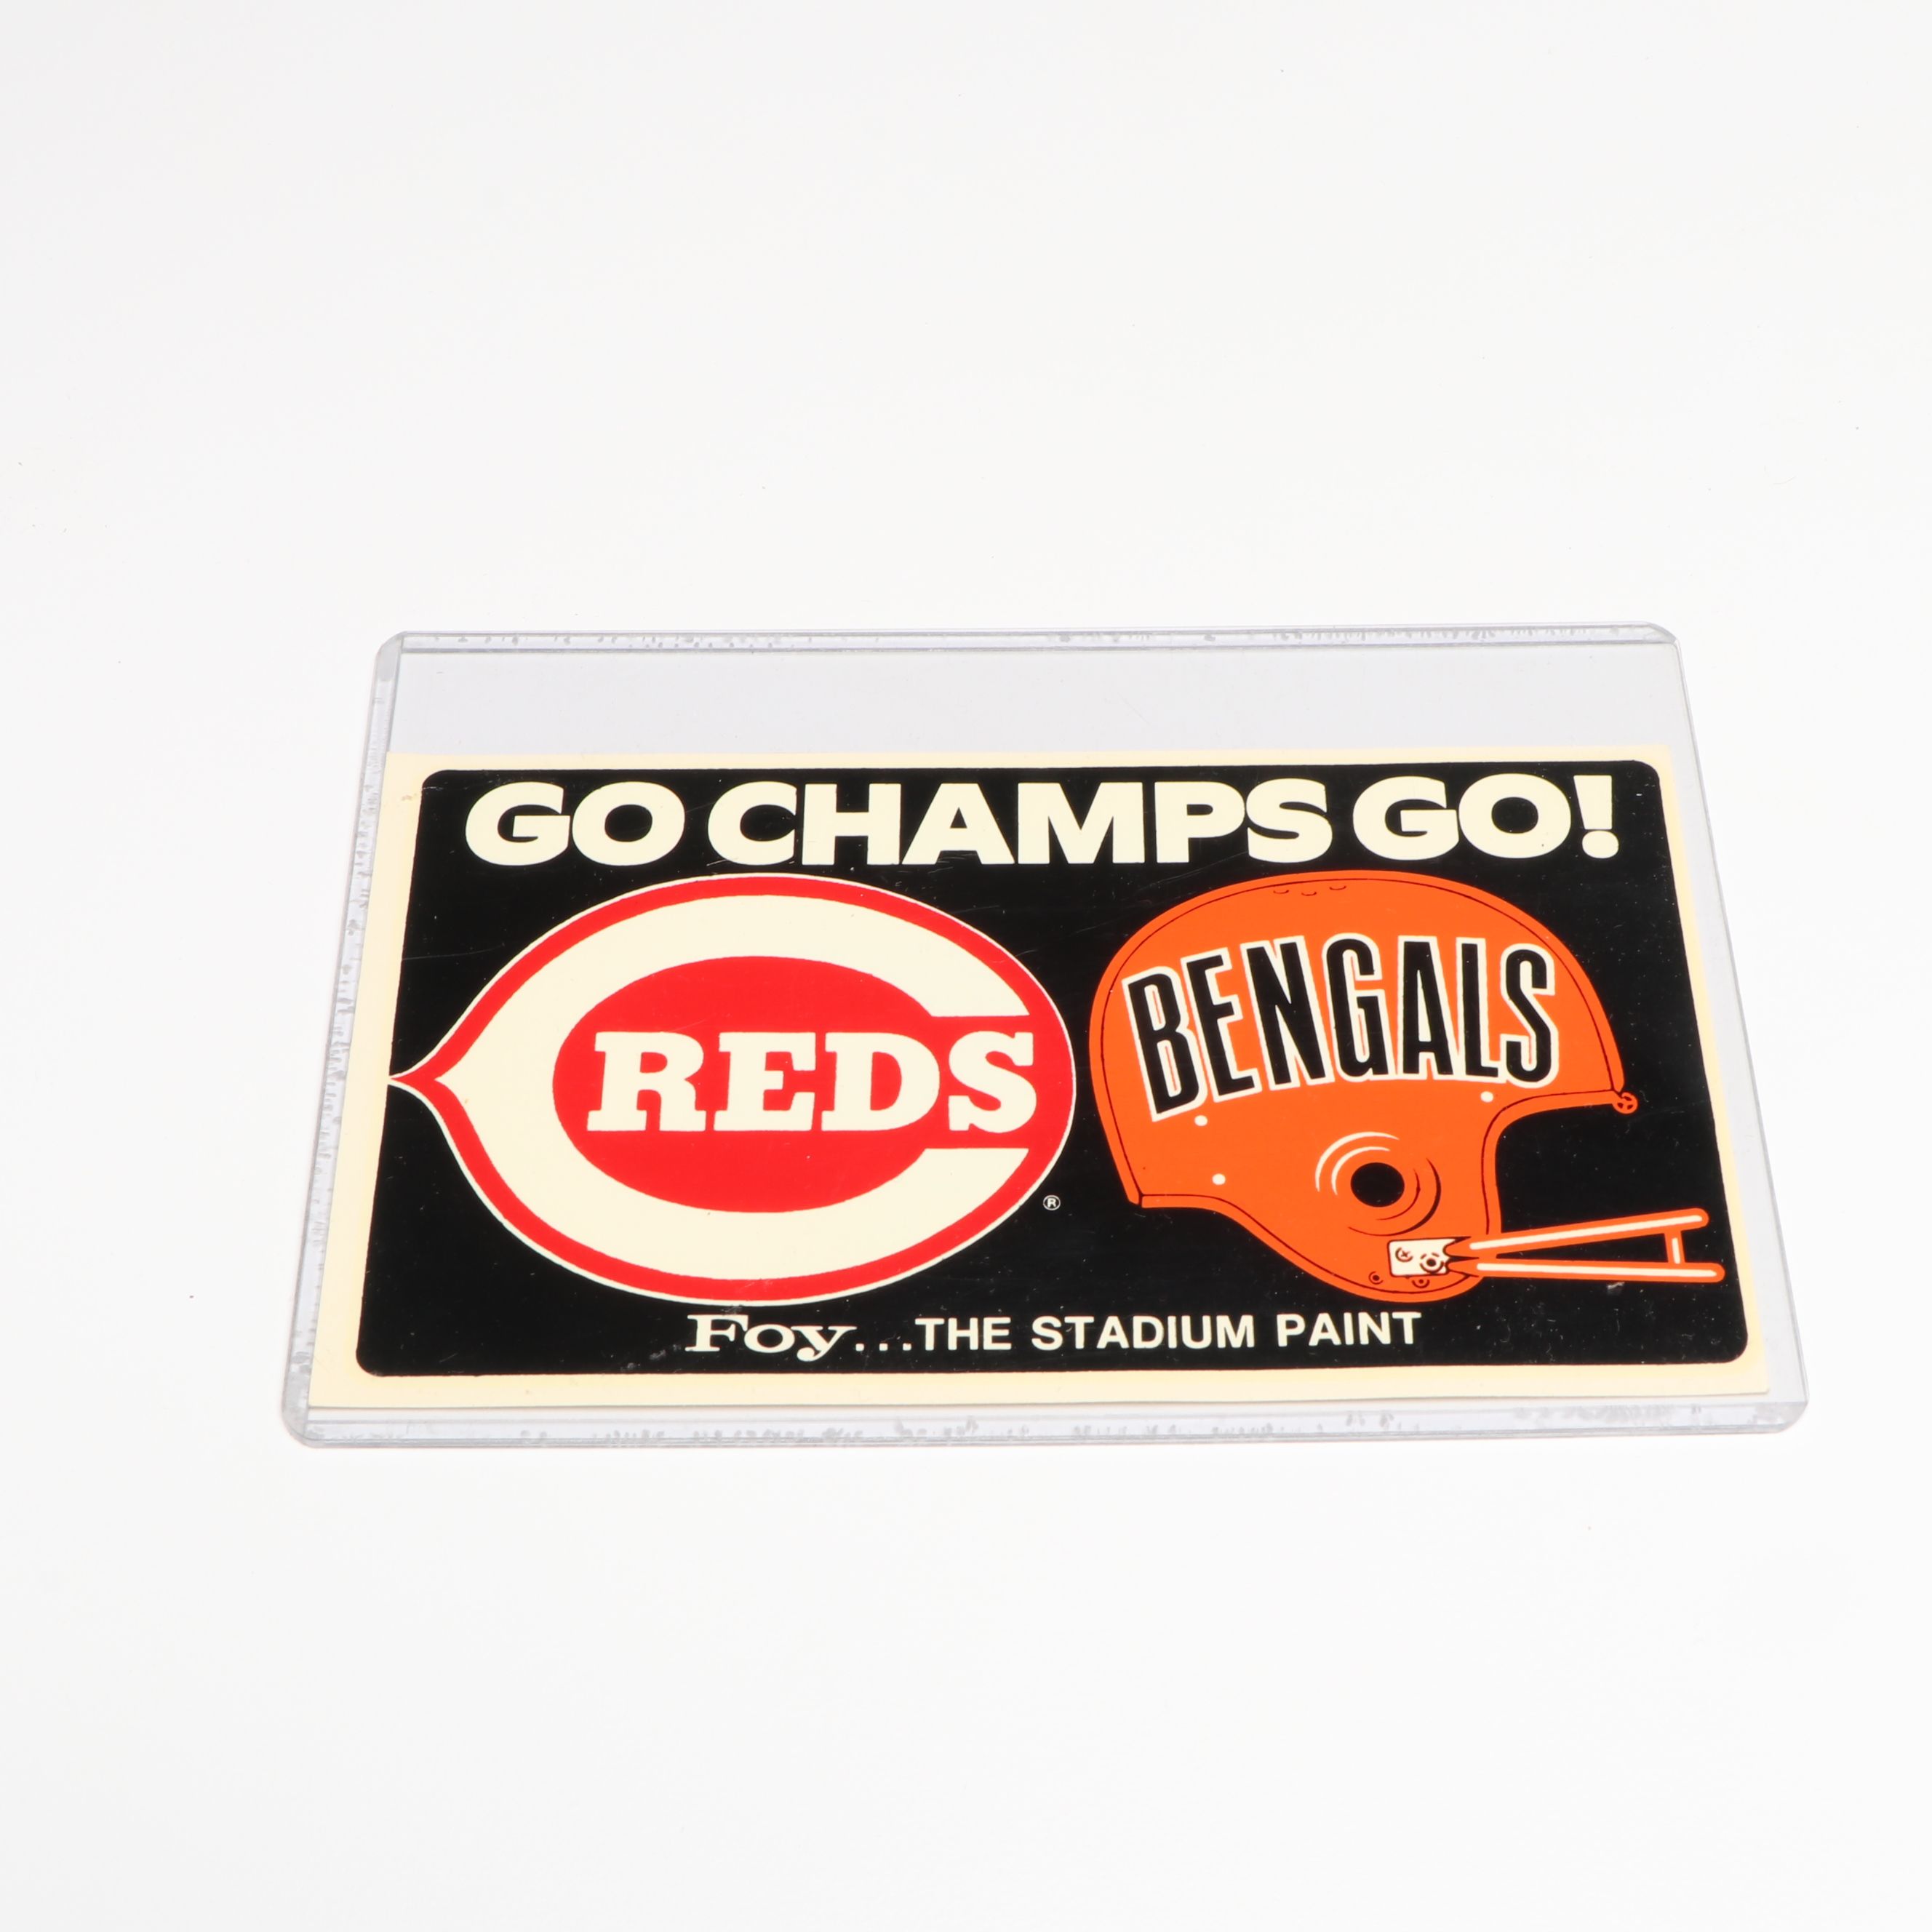 GO CHAMPS GO!
REDS
®
BENGALS
Foy...THE STADIUM PAINT